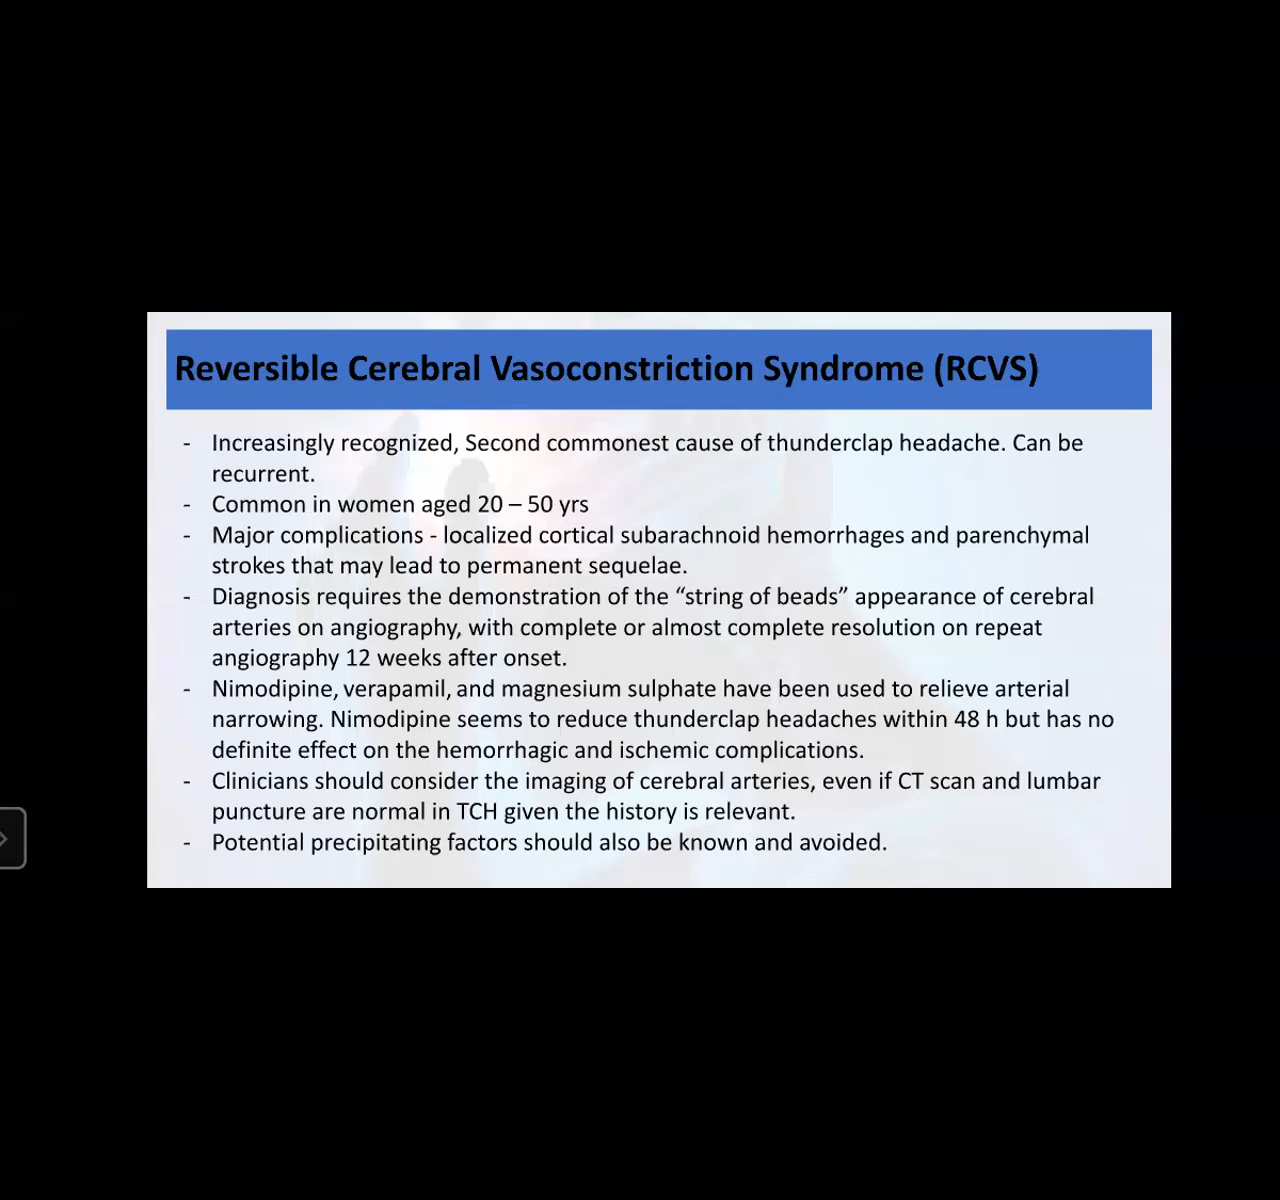 Reversible Cerebral Vasoconstriction Syndrome (RCVS)
- Increasingly recognized, Second commonest cause of thunderclap headache. Can be
recurrent.
- Common in women aged 20 – 50 yrs
- Major complications - localized cortical subarachnoid hemorrhages and parenchymal
strokes that may lead to permanent sequelae.
- Diagnosis requires the demonstration of the “string of beads” appearance of cerebral
arteries on angiography, with complete or almost complete resolution on repeat
angiography 12 weeks after onset.
- Nimodipine, verapamil, and magnesium sulphate have been used to relieve arterial
narrowing. Nimodipine seems to reduce thunderclap headaches within 48 h but has no
definite effect on the hemorrhagic and ischemic complications.
- Clinicians should consider the imaging of cerebral arteries, even if CT scan and lumbar
puncture are normal in TCH given the history is relevant.
- Potential precipitating factors should also be known and avoided.